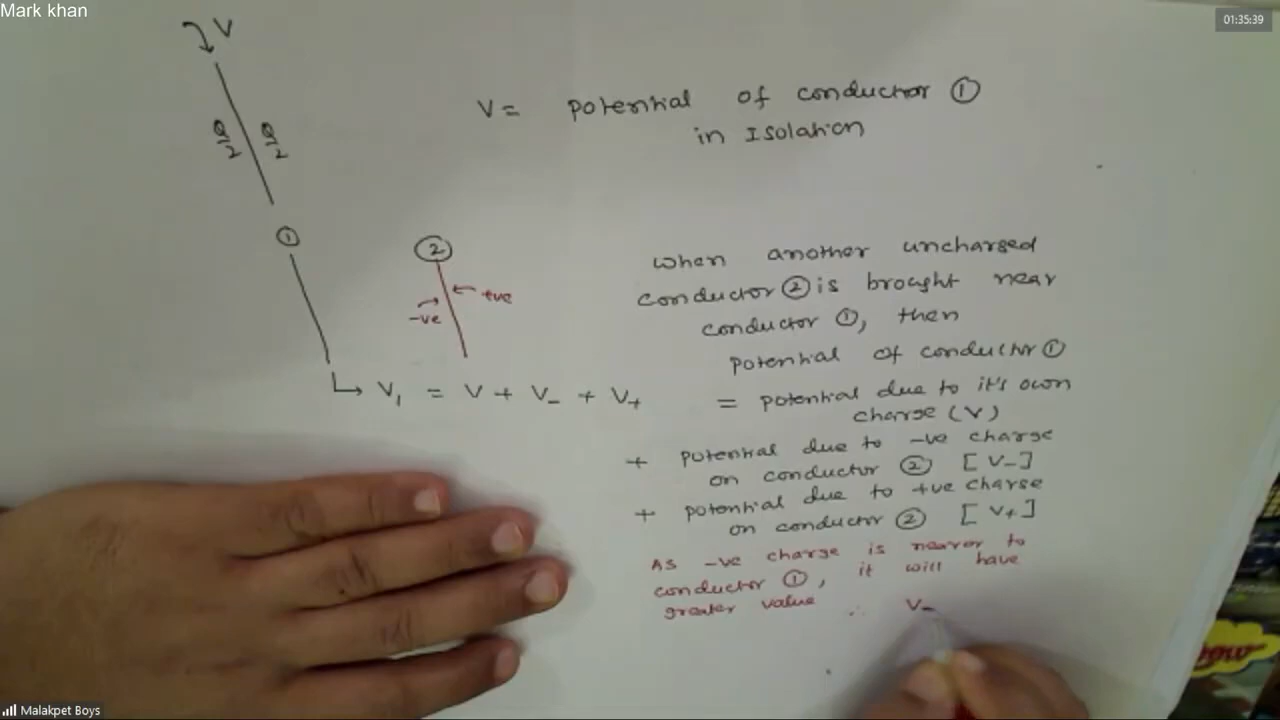 Mark khan
01:35:39
V
Q/2 Q/2
V = potential of conductor ①
in Isolation
①
②
-ve
+ve
When another uncharged
conductor ② is brought near
conductor ①, then
potential of conductor ①
= potential due to it's own
charge (V)
V₁ = V + V₋ + V₊
+ potential due to -ve charge
on conductor ② [V₋]
+ potential due to +ve charge
on conductor ② [V₊]
As -ve charge is nearer to
conductor ①, it will have
greater value ∴ V₋
Malakpet Boys